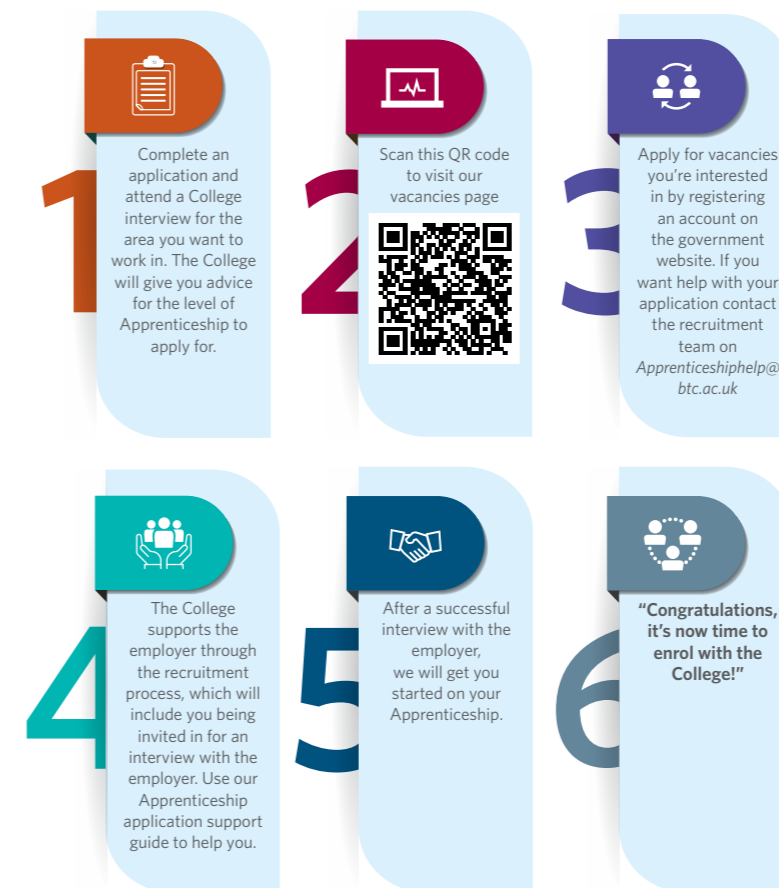 1
Complete an
application and
attend a College
interview for the
area you want to
work in. The College
will give you advice
for the level of
Apprenticeship to
apply for.
2
Scan this QR code
to visit our
vacancies page
3
Apply for vacancies
you're interested
in by registering
an account on
the government
website. If you
want help with your
application contact
the recruitment
team on
Apprenticeshiphelp@
btc.ac.uk
4
The College
supports the
employer through
the recruitment
process, which will
include you being
invited in for an
interview with the
employer. Use our
Apprenticeship
application support
guide to help you.
5
After a successful
interview with the
employer,
we will get you
started on your
Apprenticeship.
6
“Congratulations,
it's now time to
enrol with the
College!”